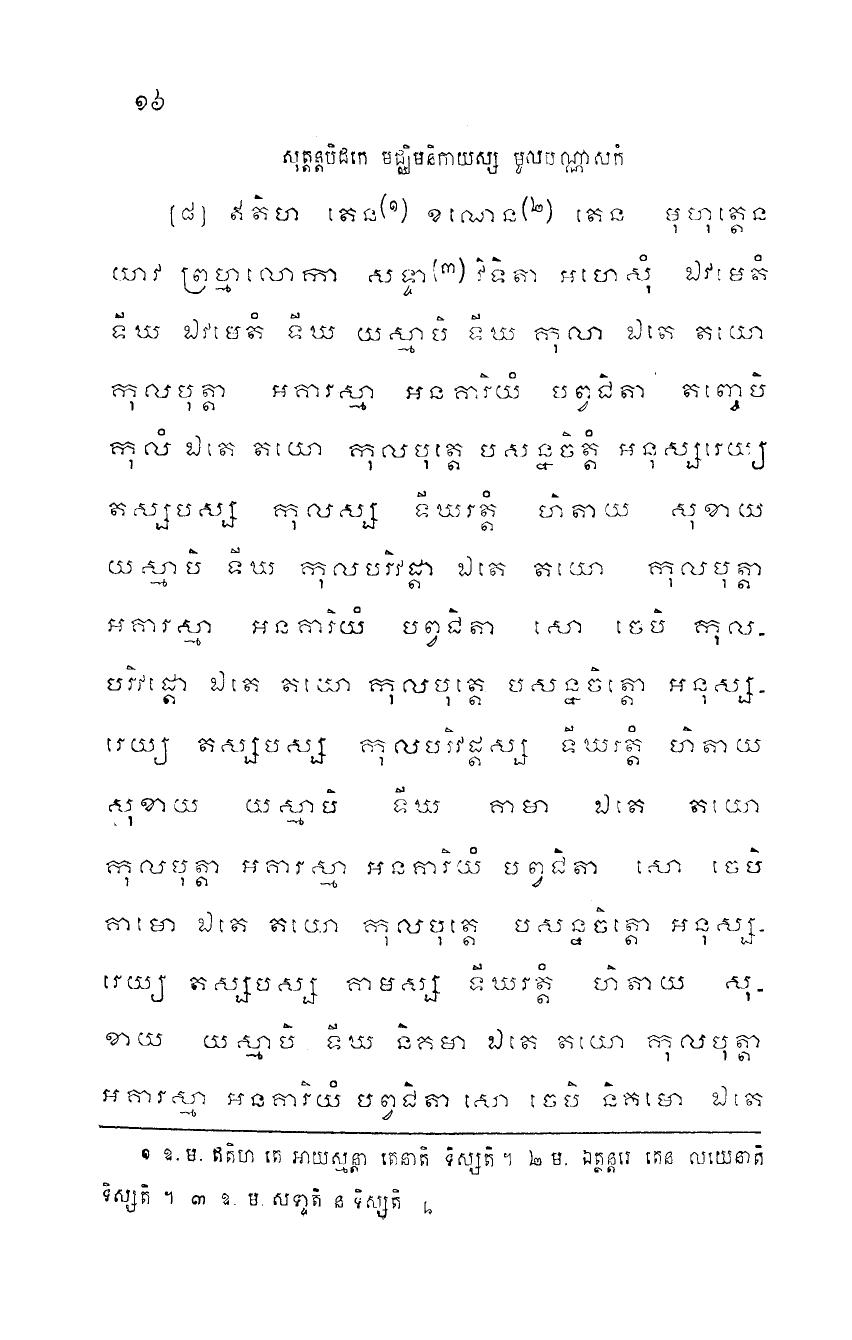 ១៦
សុត្តន្តបិដកេ មជ្ឈិមនិកាយស្ស មូលបណ្ណាសកំ
[៨] ឥតិហ តេន(១) ខណេន(២) តេន មុហុត្តេន
យាវ ព្រហ្មលោកា សទ្ទា(៣) វិទិតា អហេសុំ ឯវមេតំ
ទីឃ ឯវមេតំ ទីឃ យស្មាបិ ទីឃ កុលា ឯតេ តយោ
កុលបុត្តា អគារស្មា អនគារិយំ បព្វជិតា តញ្ចេបិ
កុលំ ឯតេ តយោ កុលបុត្តេ បសន្នចិត្តំ អនុស្សរេយ្យ
តស្សបស្ស កុលស្ស ទីឃរត្តំ ហិតាយ សុខាយ
យស្មាបិ ទីឃ កុលបរិវដ្តា ឯតេ តយោ កុលបុត្តា
អគារស្មា អនគារិយំ បព្វជិតា សោ ចេបិ កុល-
បរិវដ្តោ ឯតេ តយោ កុលបុត្តេ បសន្នចិត្តោ អនុស្ស-
រេយ្យ តស្សបស្ស កុលបរិវដ្តស្ស ទីឃរត្តំ ហិតាយ
សុខាយ យស្មាបិ ទីឃ គាមា ឯតេ តយោ
កុលបុត្តា អគារស្មា អនគារិយំ បព្វជិតា សោ ចេបិ
គាមោ ឯតេ តយោ កុលបុត្តេ បសន្នចិត្តោ អនុស្ស-
រេយ្យ តស្សបស្ស គាមស្ស ទីឃរត្តំ ហិតាយ សុ-
ខាយ យស្មាបិ ទីឃ និគមា ឯតេ តយោ កុលបុត្តា
អគារស្មា អនគារិយំ បព្វជិតា សោ ចេបិ និគមោ ឯតេ
១ ឧ. ម. ឥតិហ តេ អាយស្មន្តា តេនាតិ ទិស្សតិ ។ ២ ម. ឯត្ថន្តរេ តេន លយេនាតិ
ទិស្សតិ ។ ៣ ឧ. ម. សទ្ទាតិ ន ទិស្សតិ ។